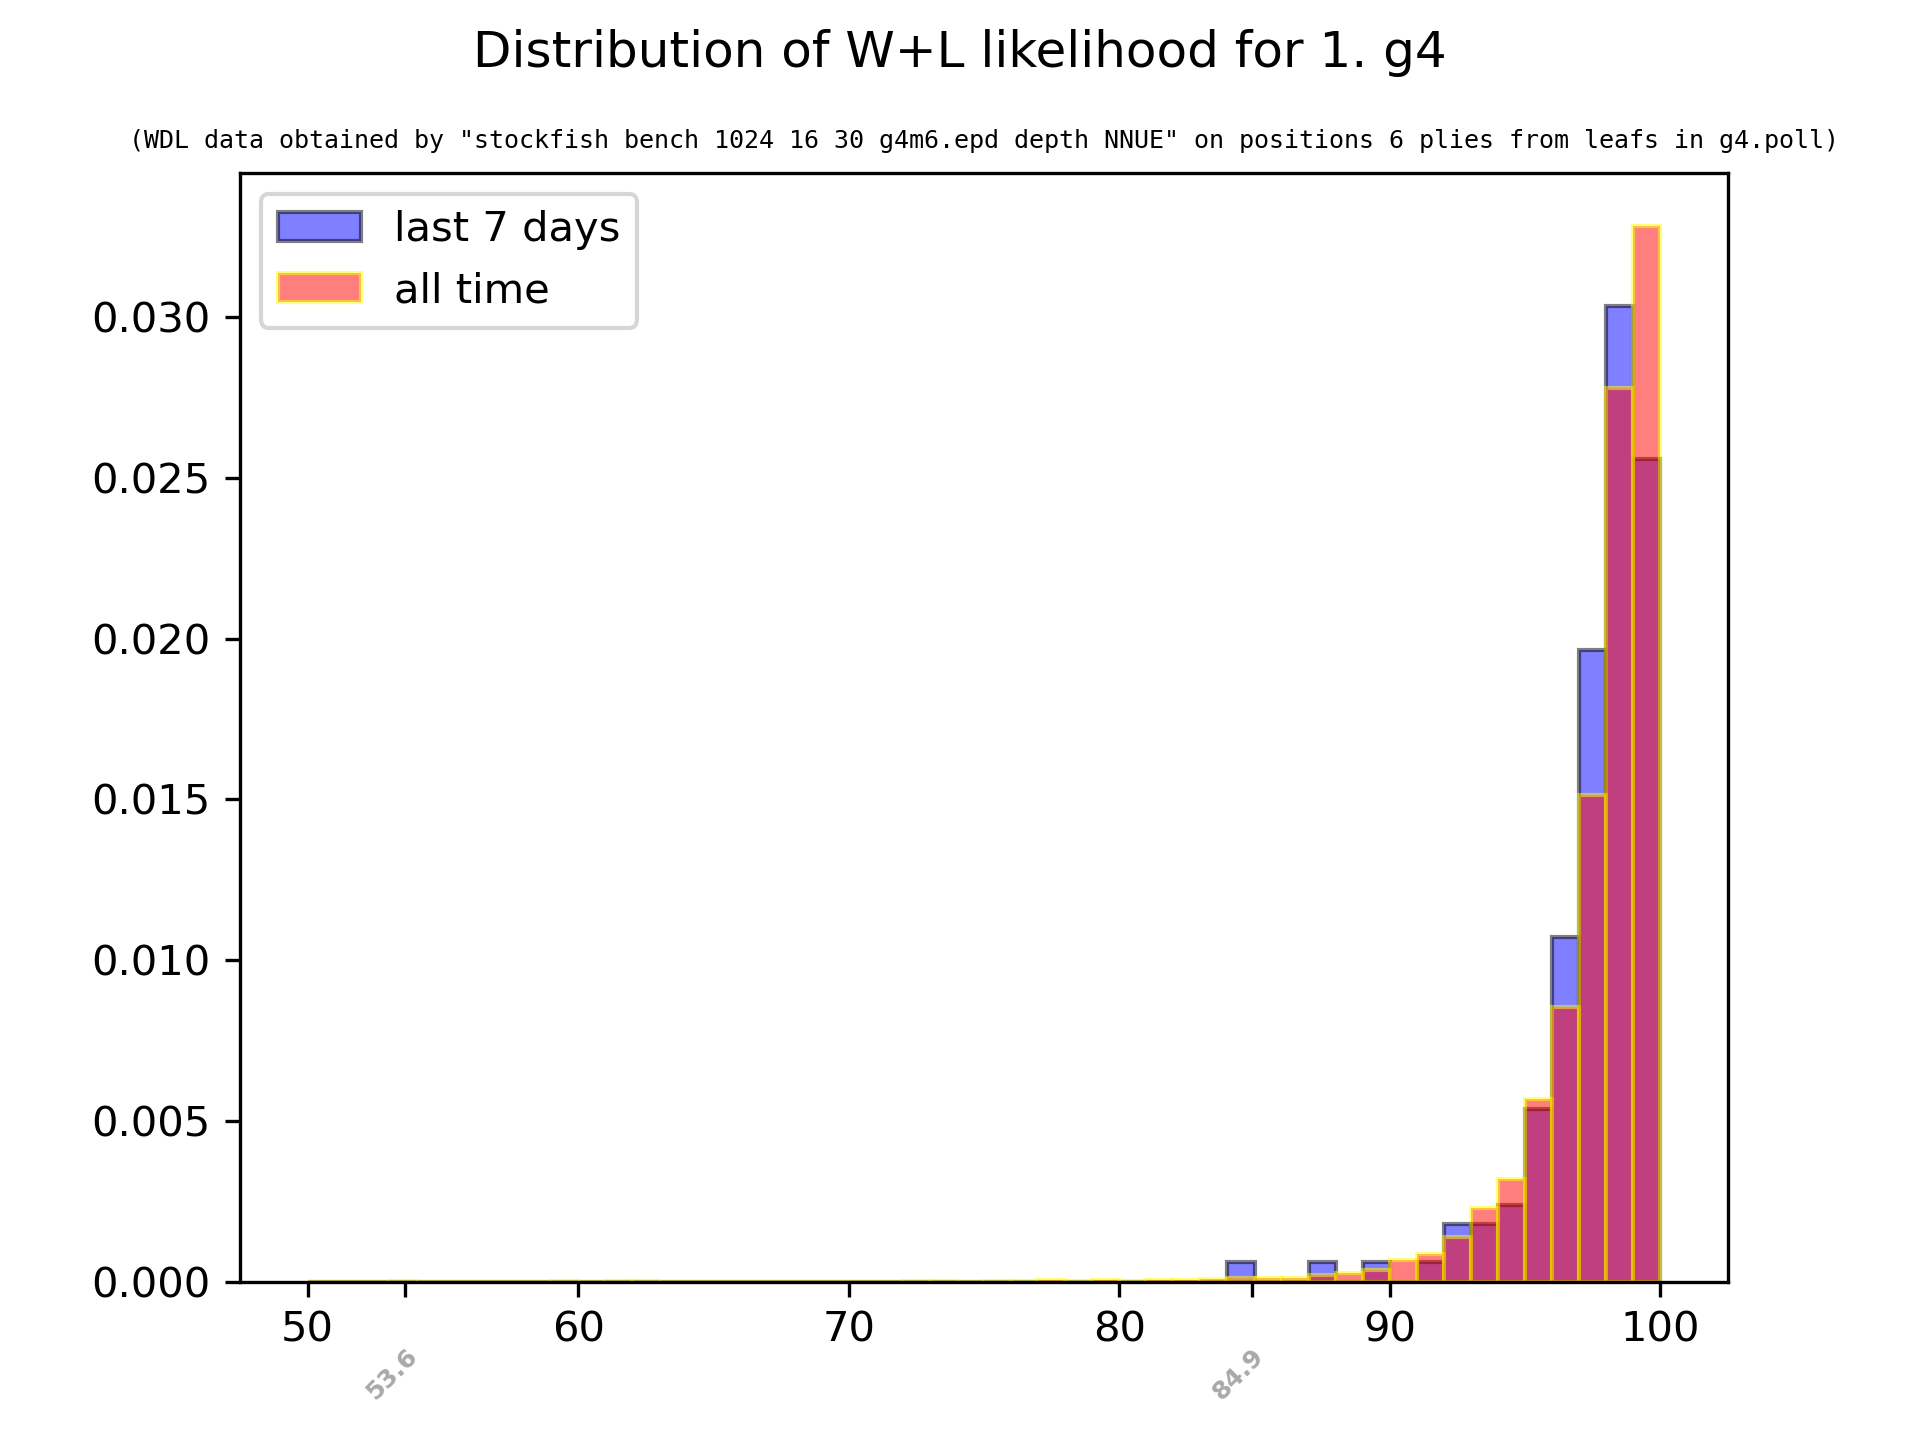 Distribution of W+L likelihood for 1. g4
(WDL data obtained by "stockfish bench 1024 16 30 g4m6.epd depth NNUE" on positions 6 plies from leafs in g4.poll)
last 7 days
all time
0.030
0.025
0.020
0.015
0.010
0.005
0.000
50 60 70 80 90 100
53.6 84.9